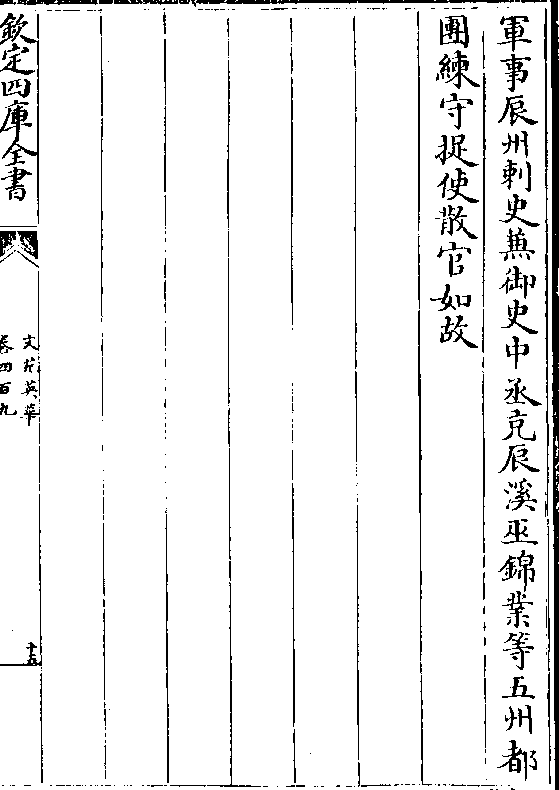 軍事辰州刺史兼御史中丞充辰溪巫錦業等五州都
團練守捉使散官如故
欽定四庫全書
文苑英華
卷四百九
十五